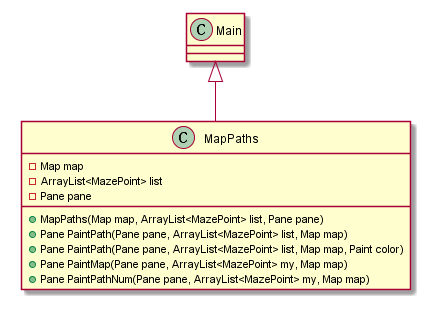 C Main
C MapPaths
Map map
ArrayList<MazePoint> list
Pane pane
MapPaths(Map map, ArrayList<MazePoint> list, Pane pane)
Pane PaintPath(Pane pane, ArrayList<MazePoint> list, Map map)
Pane PaintPath(Pane pane, ArrayList<MazePoint> list, Map map, Paint color)
Pane PaintMap(Pane pane, ArrayList<MazePoint> my, Map map)
Pane PaintPathNum(Pane pane, ArrayList<MazePoint> my, Map map)